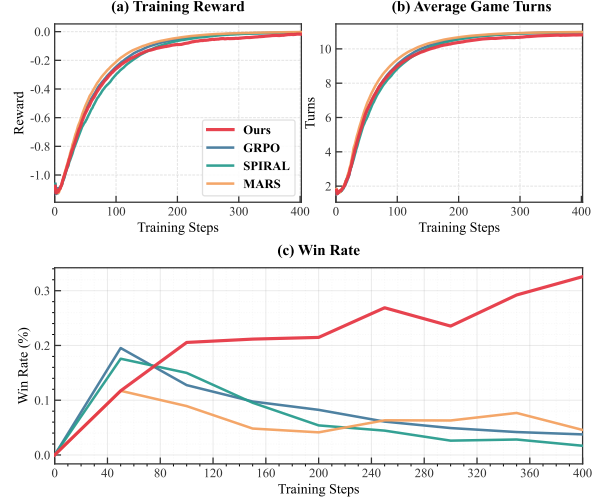 (a) Training Reward
(b) Average Game Turns
Reward
0.0
-0.2
-0.4
-0.6
-0.8
-1.0
Ours
GRPO
SPIRAL
MARS
0 100 200 300 400
Training Steps
Turns
10
8
6
4
2
0 100 200 300 400
Training Steps
(c) Win Rate
Win Rate (%)
0.3
0.2
0.1
0.0
0 40 80 120 160 200 240 280 320 360 400
Training Steps